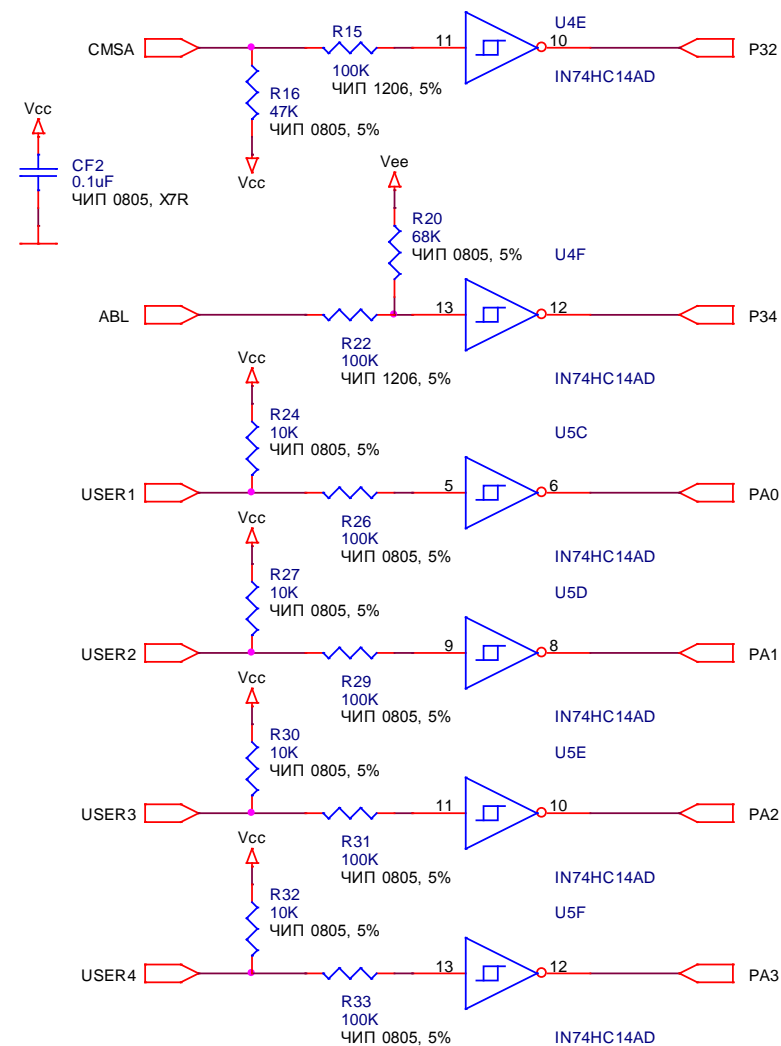 U4E
CMSA
R15
11
10
P32
100K
ЧИП 1206, 5%
IN74HC14AD
R16
47K
ЧИП 0805, 5%
Vcc
Vcc
CF2
0.1uF
ЧИП 0805, X7R
Vee
R20
68K
ЧИП 0805, 5%
U4F
ABL
13
12
P34
R22
100K
ЧИП 1206, 5%
IN74HC14AD
Vcc
R24
10K
ЧИП 0805, 5%
U5C
USER1
5
6
PA0
R26
100K
ЧИП 0805, 5%
IN74HC14AD
Vcc
R27
10K
ЧИП 0805, 5%
U5D
USER2
9
8
PA1
R29
100K
ЧИП 0805, 5%
IN74HC14AD
Vcc
R30
10K
ЧИП 0805, 5%
U5E
USER3
11
10
PA2
R31
100K
ЧИП 0805, 5%
IN74HC14AD
Vcc
R32
10K
ЧИП 0805, 5%
U5F
USER4
13
12
PA3
R33
100K
ЧИП 0805, 5%
IN74HC14AD